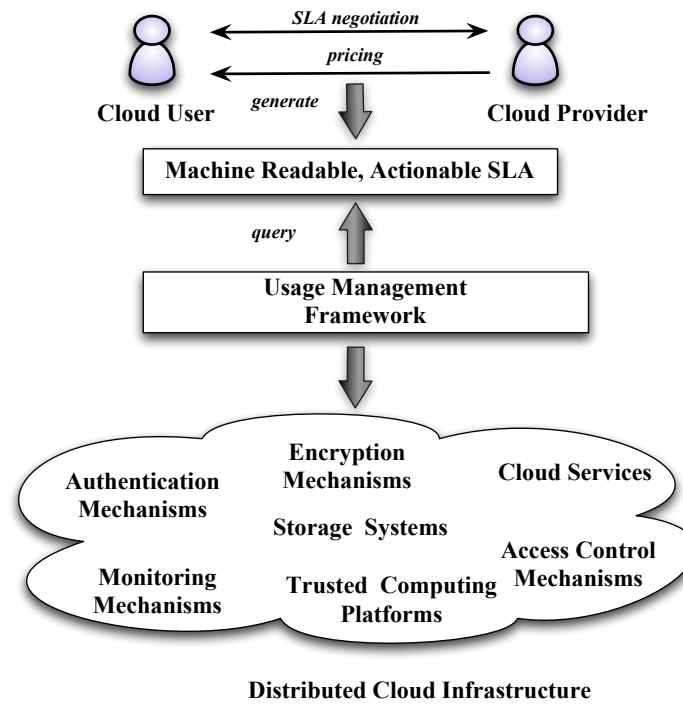 SLA negotiation
pricing
Cloud User
generate
Cloud Provider
Machine Readable, Actionable SLA
query
Usage Management
Framework
Encryption
Mechanisms
Authentication
Mechanisms
Cloud Services
Storage Systems
Access Control
Mechanisms
Monitoring
Mechanisms
Trusted Computing
Platforms
Distributed Cloud Infrastructure